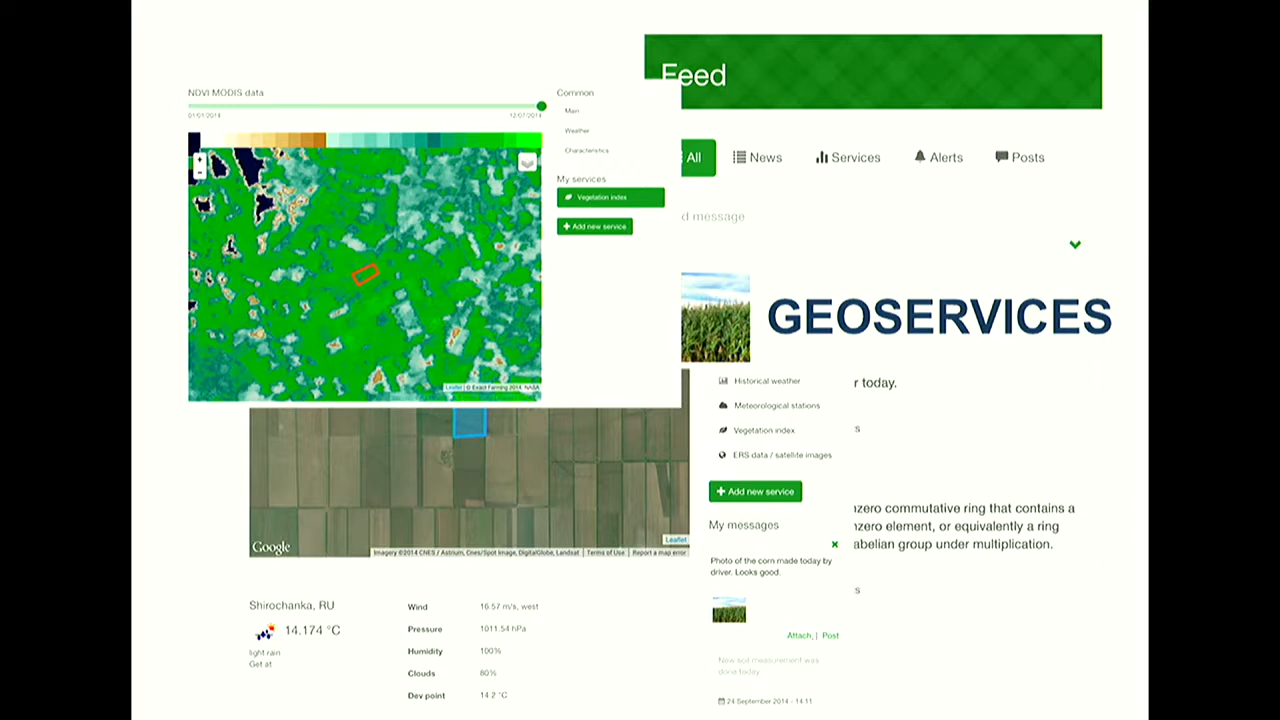 Feed
NDVI MODIS data
01/01/2014
12/07/2014
Common
Main
Weather
Characteristics
My services
Vegetation index
Add new service
Leaflet | © Exact Farming 2014, NASA
All
News
Services
Alerts
Posts
d message
GEOSERVICES
Historical weather
Meteorological stations
Vegetation index
ERS data / satellite images
Add new service
My messages
Photo of the corn made today by
driver. Looks good.
Attach, | Post
New soil measurement was
done today
24 September 2014 - 14:11
r today.
s
nzero commutative ring that contains a
nzero element, or equivalently a ring
abelian group under multiplication.
s
Google
Leaflet
Imagery ©2014 CNES / Astrium, Cnes/Spot Image, DigitalGlobe, Landsat | Terms of Use | Report a map error
Shirochanka, RU
14.174 °C
light rain
Get at
Wind 16.57 m/s, west
Pressure 1011.54 hPa
Humidity 100%
Clouds 80%
Dev point 14.2 °C